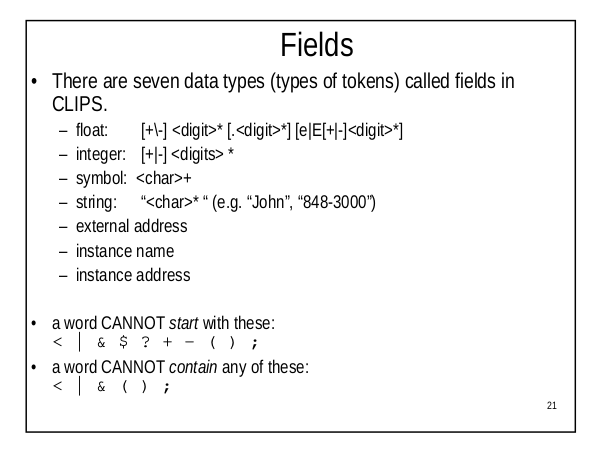 Fields
• There are seven data types (types of tokens) called fields in
CLIPS.
– float: [+\-] <digit>* [.<digit>*] [e|E[+|-]<digit>*]
– integer: [+|-] <digits> *
– symbol: <char>+
– string: “<char>* “ (e.g. “John”, “848-3000”)
– external address
– instance name
– instance address
• a word CANNOT start with these:
< | & $ ? + − ( ) ;
• a word CANNOT contain any of these:
< | & ( ) ;
21